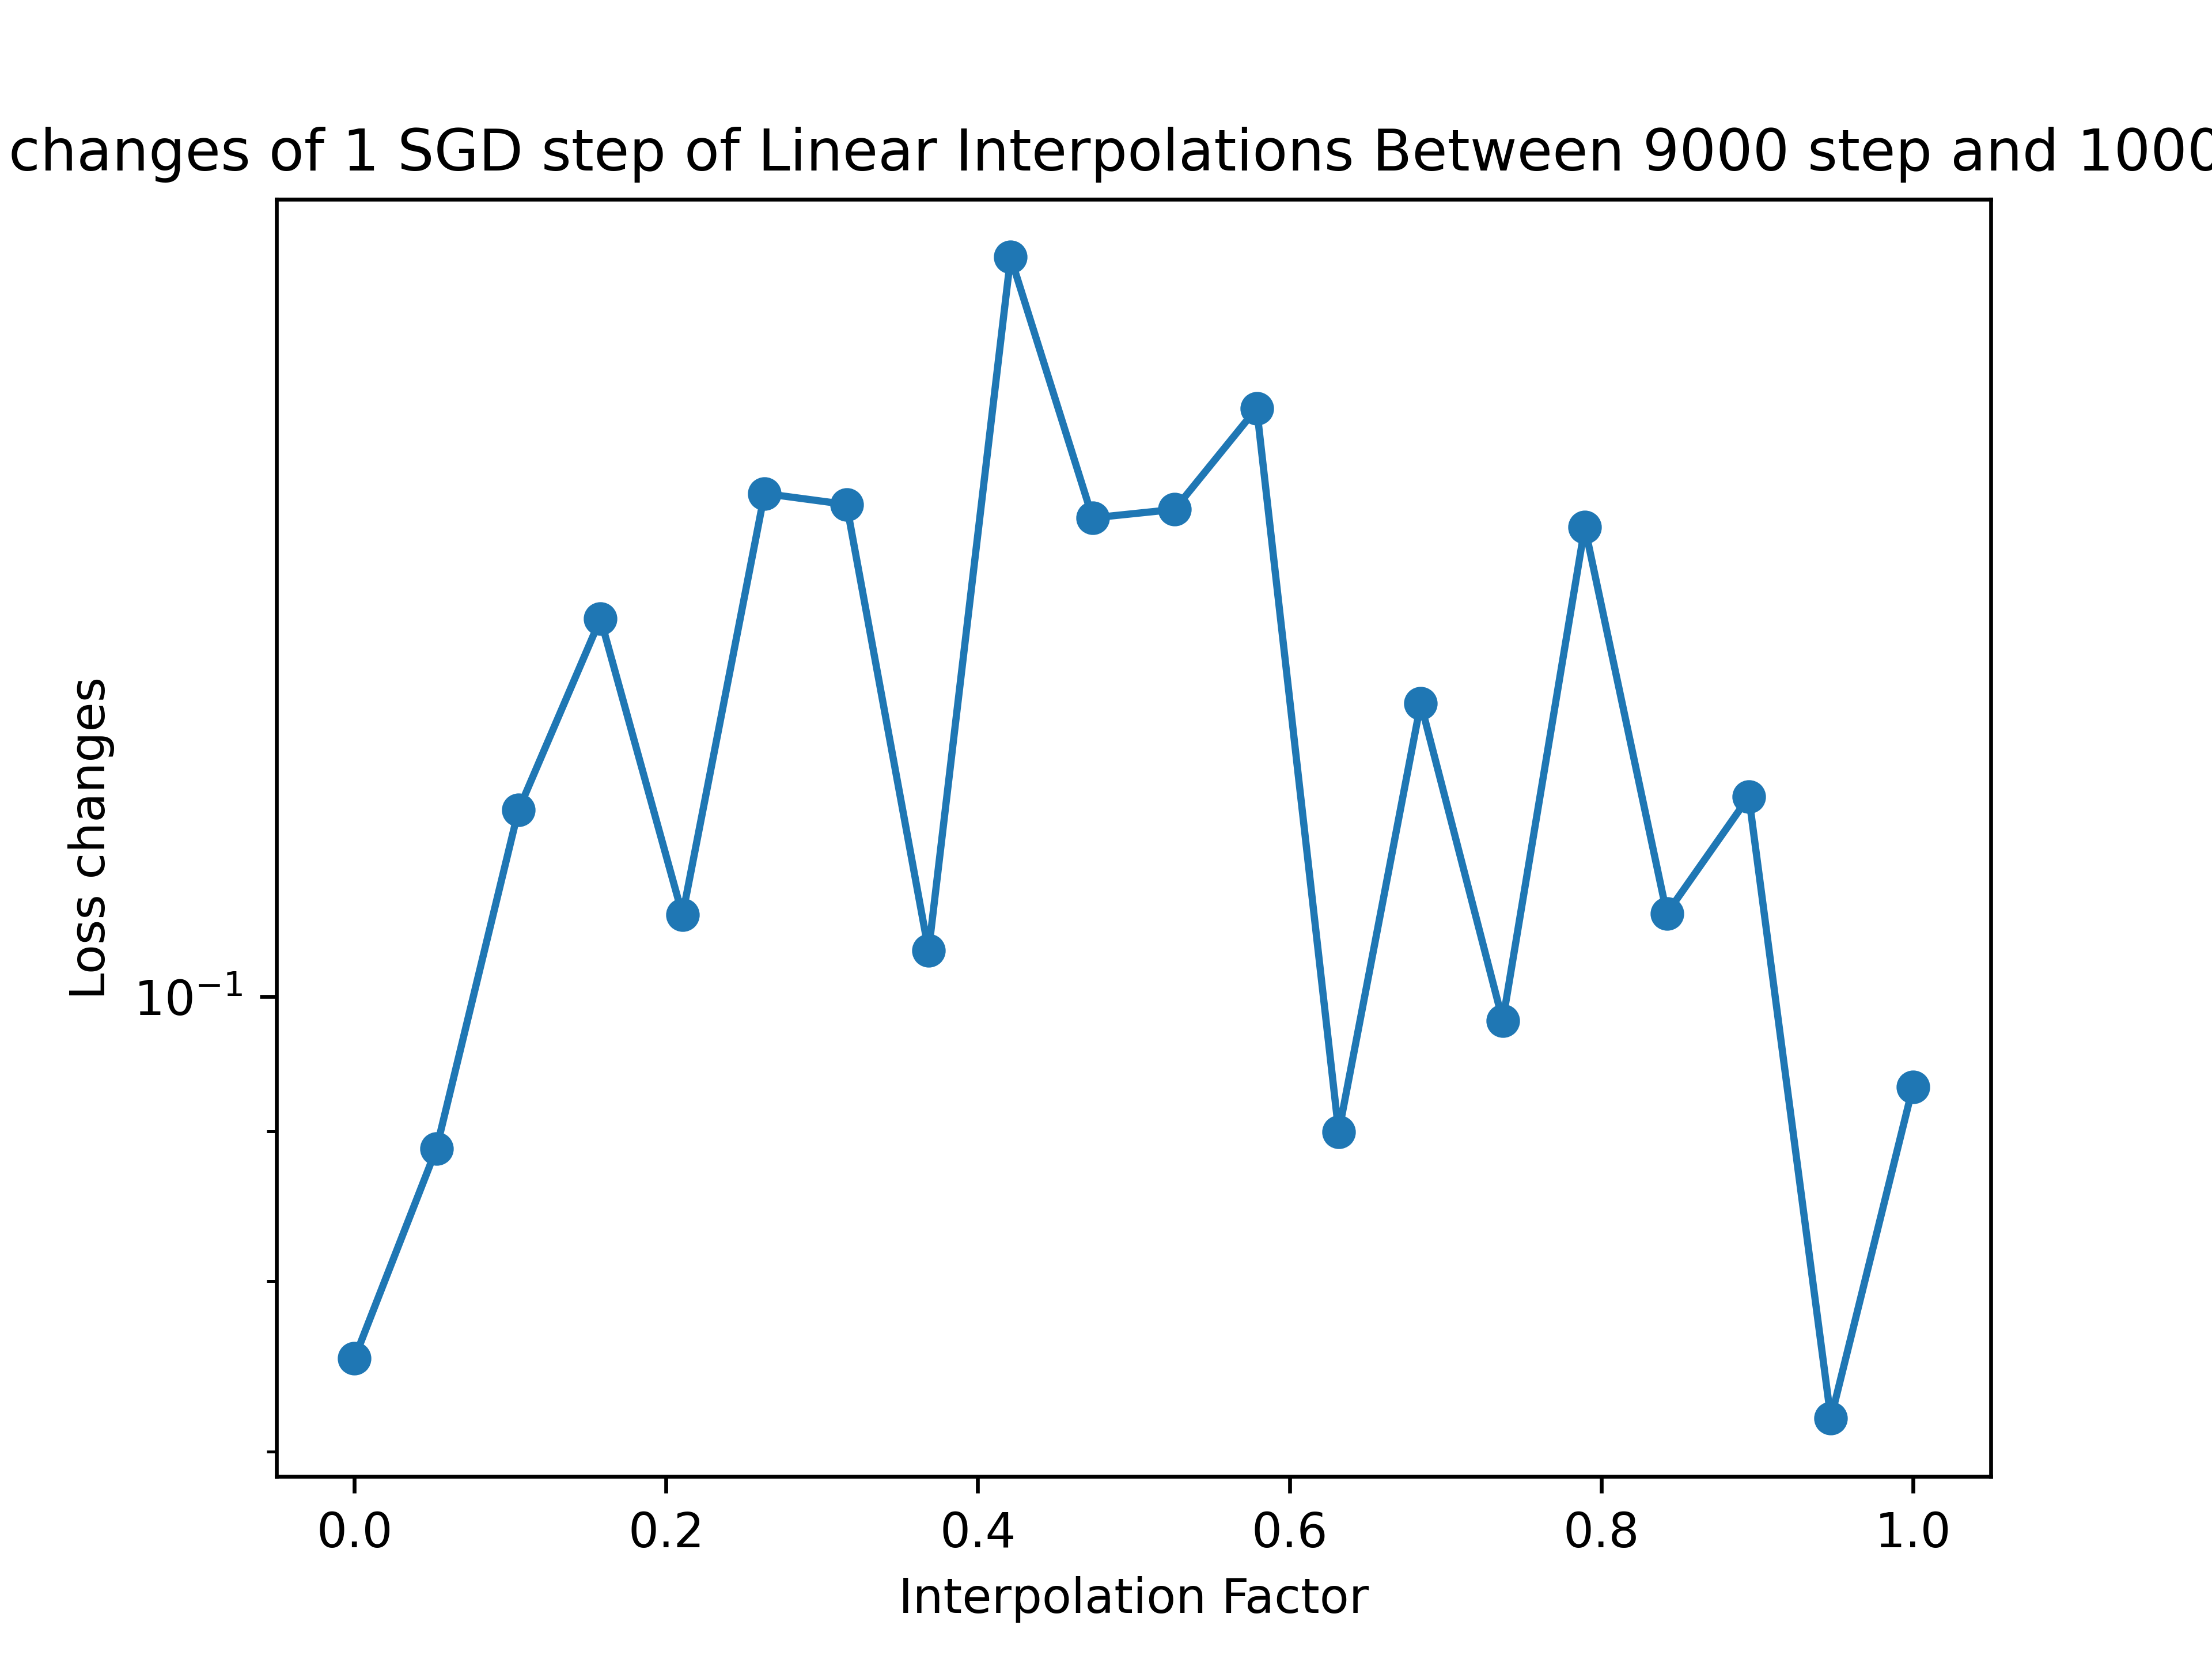 changes of 1 SGD step of Linear Interpolations Between 9000 step and 1000
Loss changes
10⁻¹
0.0 0.2 0.4 0.6 0.8 1.0
Interpolation Factor